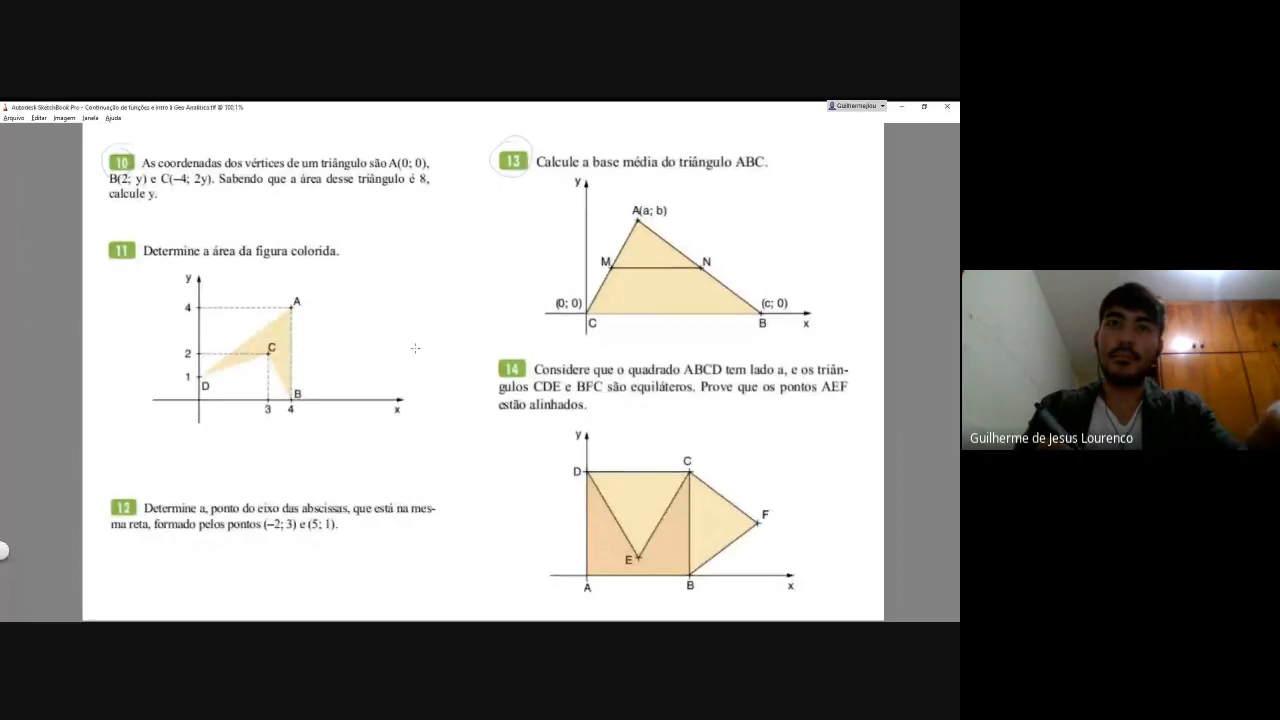 Autodesk SketchBook Pro - Continuação de funções e Intro à Geo Analítica.tif @ 100,1%
Guilhermejlou
Arquivo Editar Imagem Janela Ajuda
10 As coordenadas dos vértices de um triângulo são A(0; 0),
B(2; y) e C(–4; 2y). Sabendo que a área desse triângulo é 8,
calcule y.
11 Determine a área da figura colorida.
y
4
A
2
C
1
D
B
3 4 x
12 Determine a, ponto do eixo das abscissas, que está na mes-
ma reta, formado pelos pontos (–2; 3) e (5; 1).
13 Calcule a base média do triângulo ABC.
y
A(a; b)
M N
(0; 0) (c; 0)
C B x
14 Considere que o quadrado ABCD tem lado a, e os triân-
gulos CDE e BFC são equiláteros. Prove que os pontos AEF
estão alinhados.
y
D C
F
E
A B x
Guilherme de Jesus Lourenco